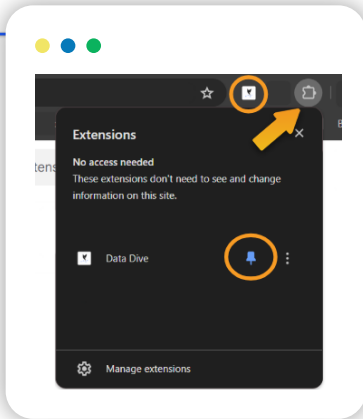 Extensions
No access needed
These extensions don't need to see and change
information on this site.
Data Dive
Manage extensions